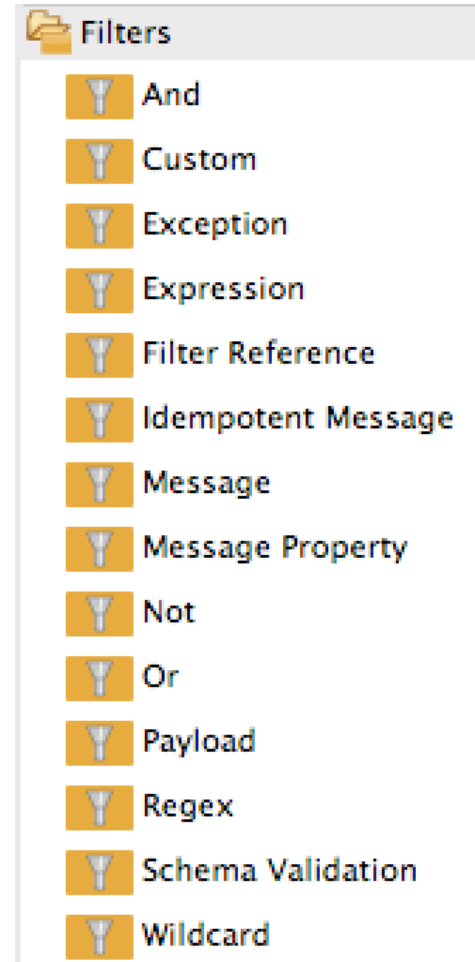 Filters
And
Custom
Exception
Expression
Filter Reference
Idempotent Message
Message
Message Property
Not
Or
Payload
Regex
Schema Validation
Wildcard